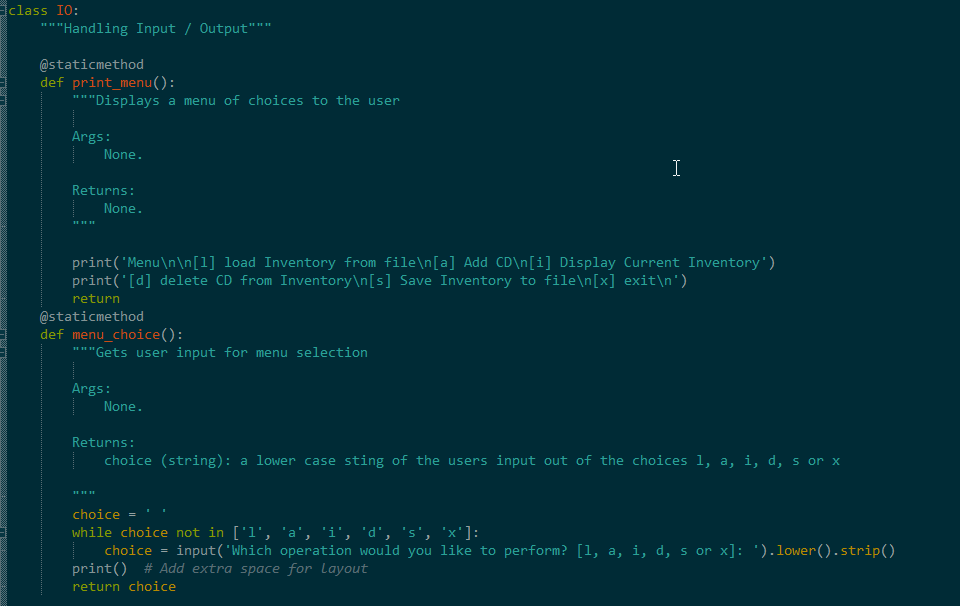 class IO:
    """Handling Input / Output"""
    @staticmethod
    def print_menu():
        """Displays a menu of choices to the user
        Args:
            None.
        Returns:
            None.
        """
        print('Menu\n\n[l] load Inventory from file\n[a] Add CD\n[i] Display Current Inventory')
        print('[d] delete CD from Inventory\n[s] Save Inventory to file\n[x] exit\n')
        return
    @staticmethod
    def menu_choice():
        """Gets user input for menu selection
        Args:
            None.
        Returns:
            choice (string): a lower case sting of the users input out of the choices l, a, i, d, s or x
        """
        choice = ' '
        while choice not in ['l', 'a', 'i', 'd', 's', 'x']:
            choice = input('Which operation would you like to perform? [l, a, i, d, s or x]: ').lower().strip()
        print()  # Add extra space for layout
        return choice